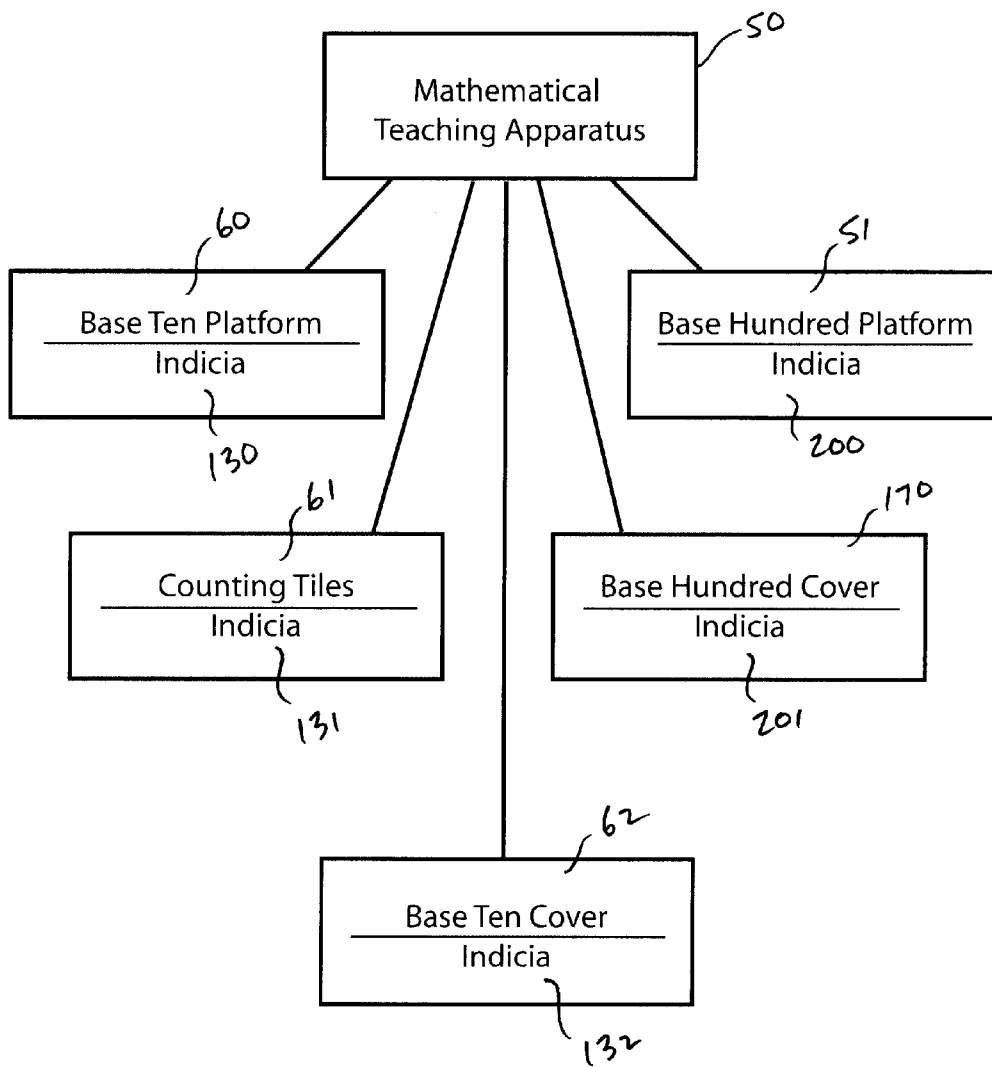 50
Mathematical
Teaching Apparatus
60
Base Ten Platform
Indicia
130
51
Base Hundred Platform
Indicia
200
61
Counting Tiles
Indicia
131
170
Base Hundred Cover
Indicia
201
62
Base Ten Cover
Indicia
132